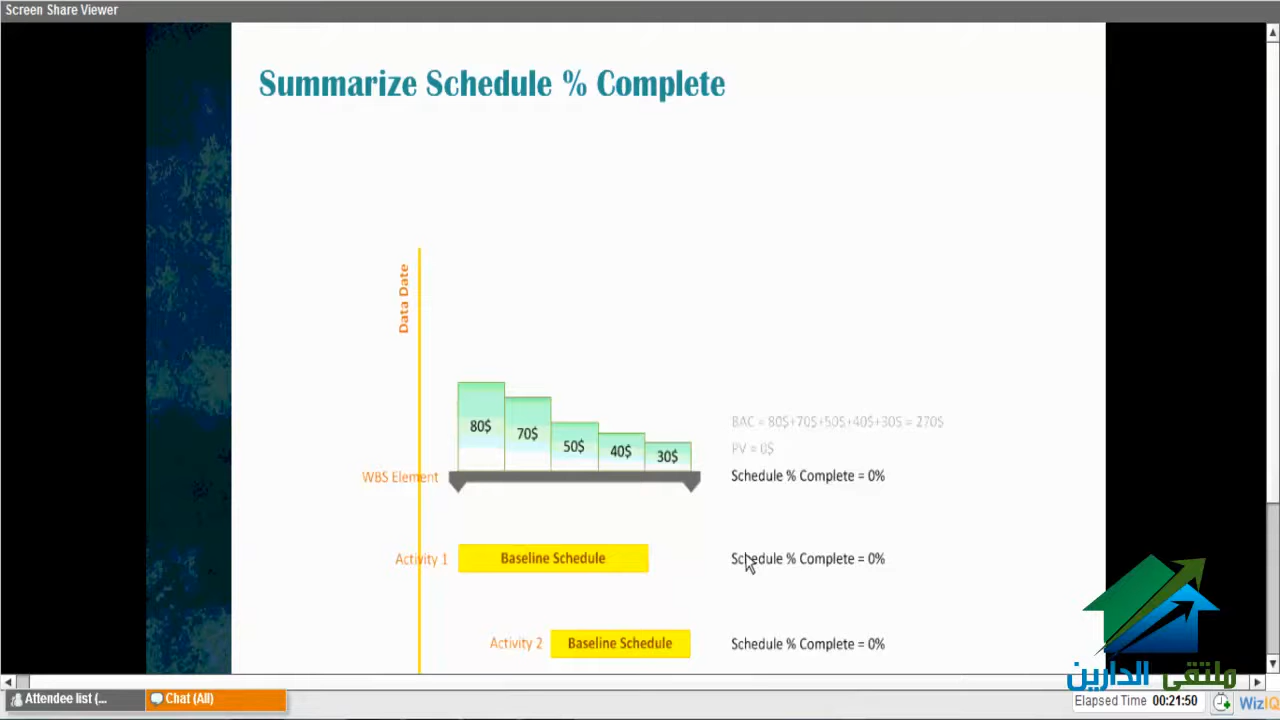 Screen Share Viewer
Summarize Schedule % Complete
Data Date
80$
70$
50$
40$
30$
BAC = 80$+70$+50$+40$+30$ = 270$
PV = 0$
WBS Element
Schedule % Complete = 0%
Activity 1
Baseline Schedule
Schedule % Complete = 0%
Activity 2
Baseline Schedule
Schedule % Complete = 0%
ملتقى الدارين
Attendee list (...
Chat (All)
Elapsed Time 00:21:50
WizIQ